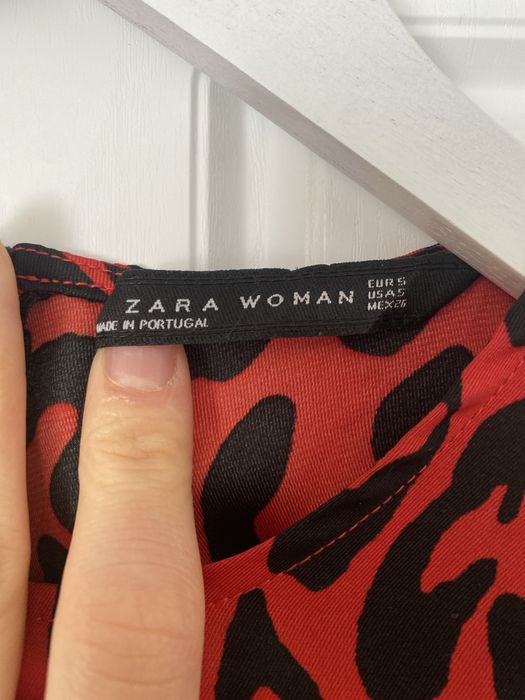 ZARA WOMAN
MADE IN PORTUGAL
EUR S
USA S
MEX 26